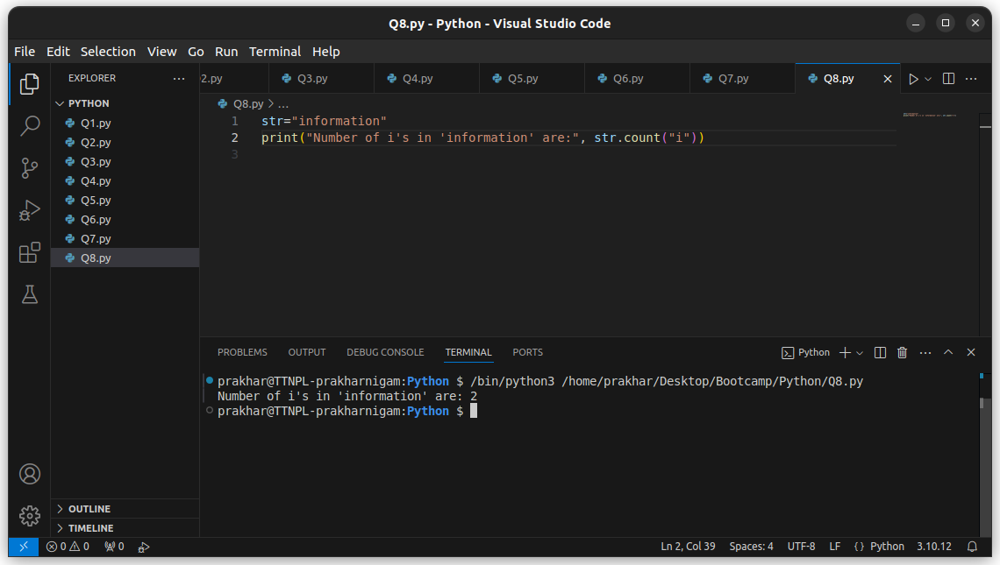 Q8.py - Python - Visual Studio Code
File Edit Selection View Go Run Terminal Help
EXPLORER
PYTHON
Q1.py
Q2.py
Q3.py
Q4.py
Q5.py
Q6.py
Q7.py
Q8.py
OUTLINE
TIMELINE
2.py Q3.py Q4.py Q5.py Q6.py Q7.py Q8.py
Q8.py > ...
1 str="information"
2 print("Number of i's in 'information' are:", str.count("i"))
3
PROBLEMS OUTPUT DEBUG CONSOLE TERMINAL PORTS Python
prakhar@TTNPL-prakharnigam:Python $ /bin/python3 /home/prakhar/Desktop/Bootcamp/Python/Q8.py
Number of i's in 'information' are: 2
prakhar@TTNPL-prakharnigam:Python $
0 0 0 Ln 2, Col 39 Spaces: 4 UTF-8 LF {} Python 3.10.12